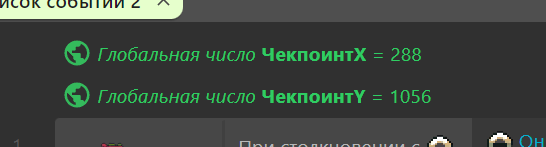 исок событий 2
Глобальная число ЧекпоинтX = 288
Глобальная число ЧекпоинтY = 1056
1
При столкновении с
Он